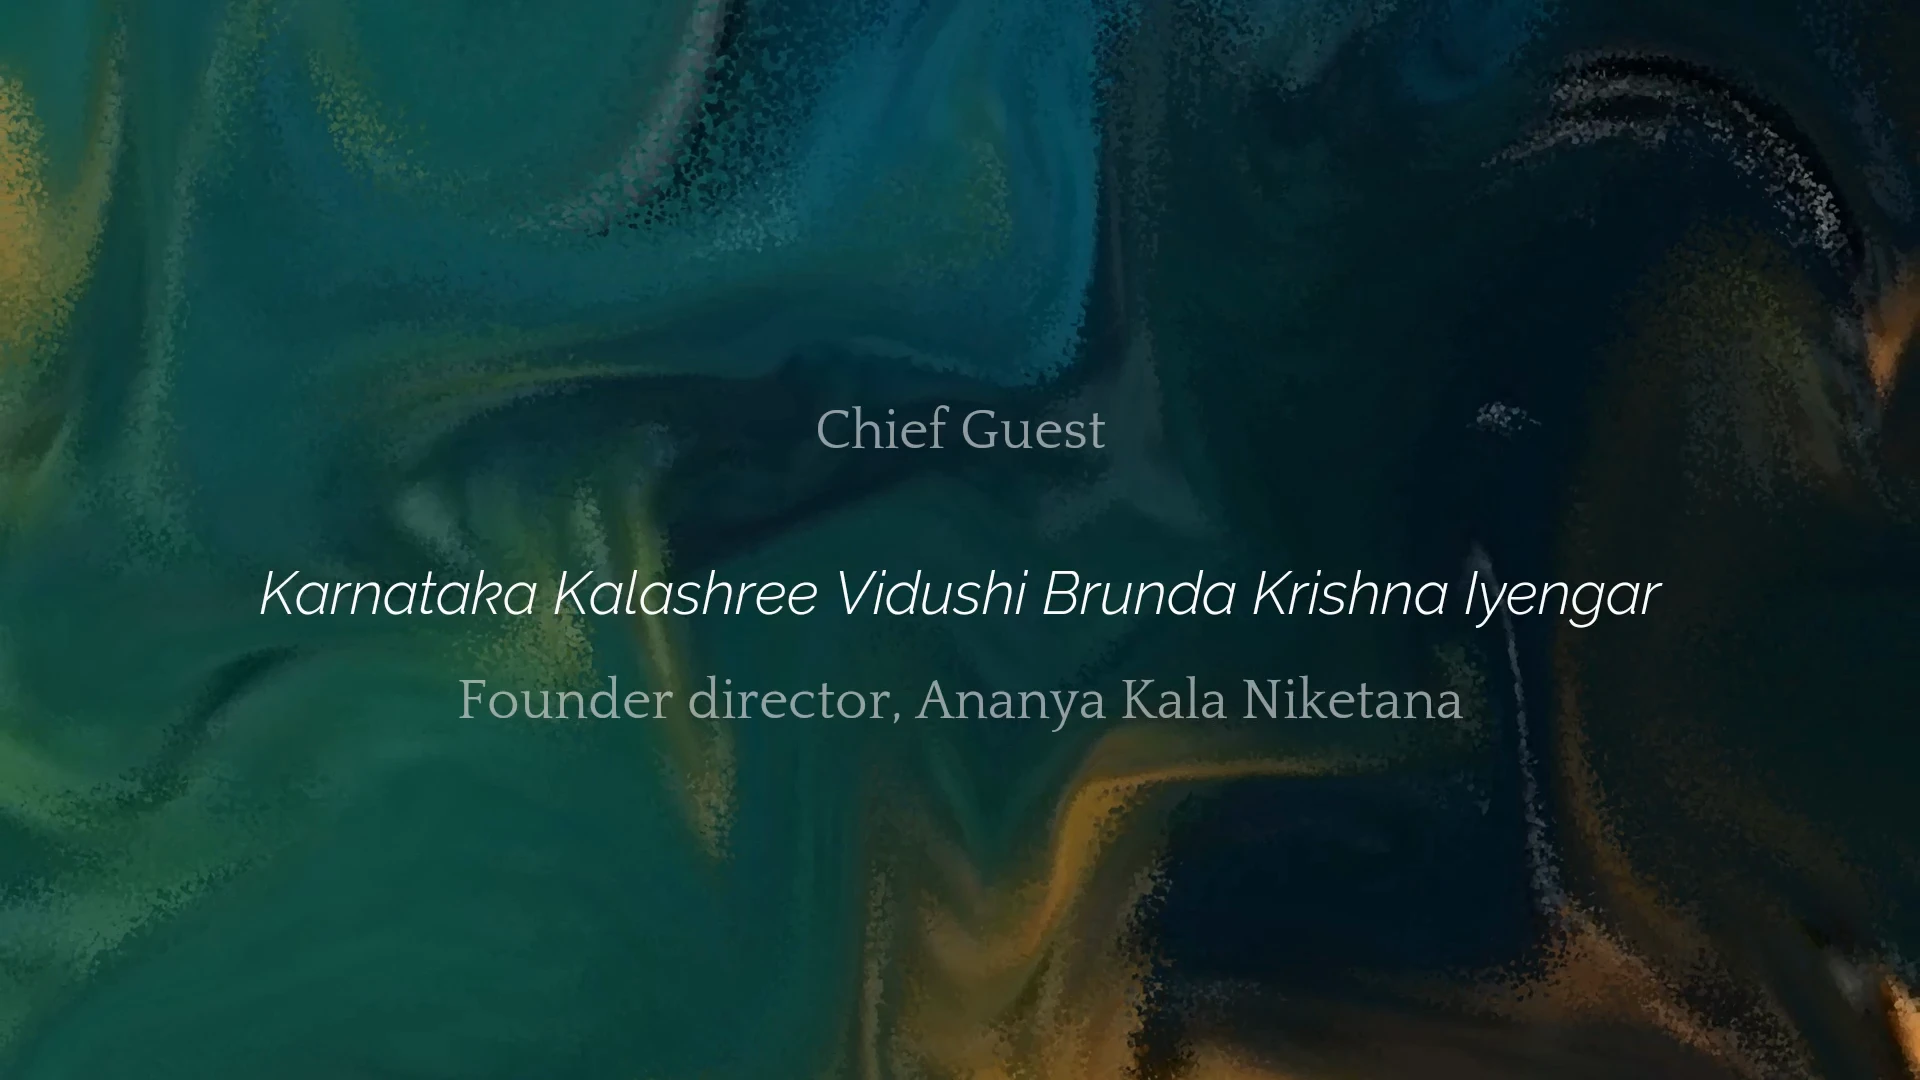 Chief Guest
Karnataka Kalashree Vidushi Brunda Krishna Iyengar
Founder director, Ananya Kala Niketana